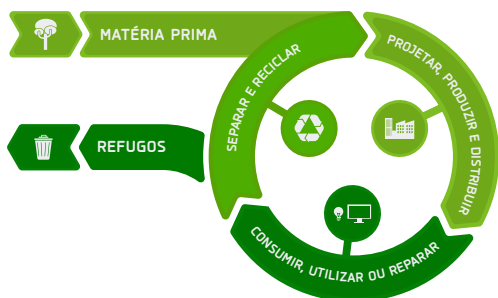 MATÉRIA PRIMA
PROJETAR, PRODUZIR E DISTRIBUIR
SEPARAR E RECICLAR
REFUGOS
CONSUMIR, UTILIZAR OU REPARAR